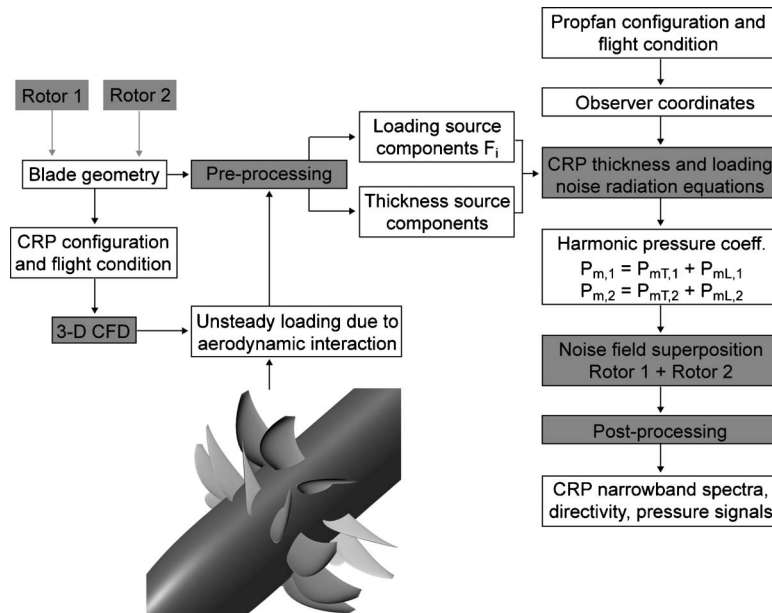 Rotor 1
Rotor 2
Blade geometry
CRP configuration
and flight condition
3-D CFD
Pre-processing
Unsteady loading due to
aerodynamic interaction
Loading source
components Fᵢ
Thickness source
components
Propfan configuration and
flight condition
Observer coordinates
CRP thickness and loading
noise radiation equations
Harmonic pressure coeff.
Pm,1 = PmT,1 + PmL,1
Pm,2 = PmT,2 + PmL,2
Noise field superposition
Rotor 1 + Rotor 2
Post-processing
CRP narrowband spectra,
directivity, pressure signals